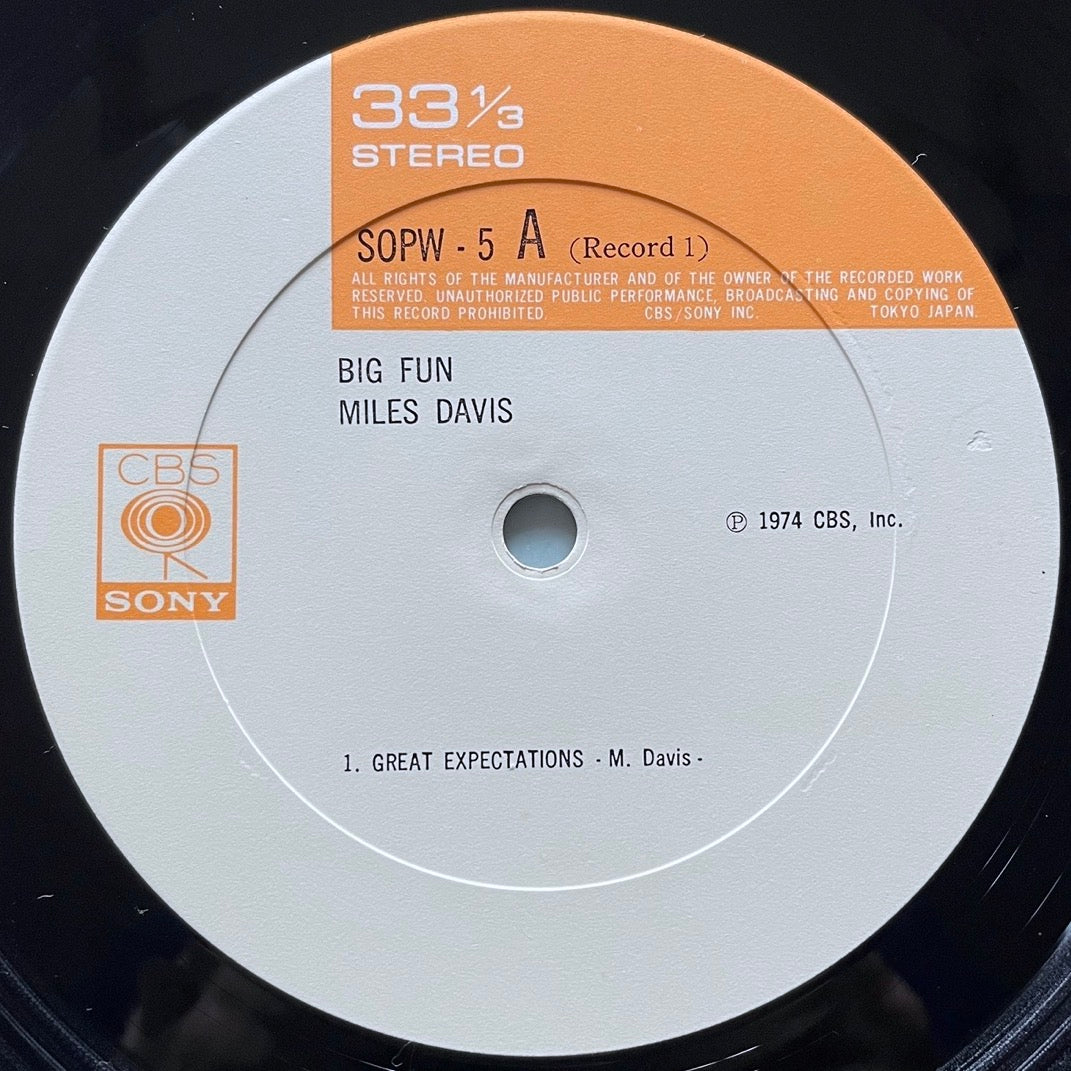 33 1/3
STEREO
SOPW - 5 A (Record 1)
ALL RIGHTS OF THE MANUFACTURER AND OF THE OWNER OF THE RECORDED WORK
RESERVED. UNAUTHORIZED PUBLIC PERFORMANCE, BROADCASTING AND COPYING OF
THIS RECORD PROHIBITED. CBS/SONY INC. TOKYO JAPAN.
BIG FUN
MILES DAVIS
CBS
SONY
Ⓟ 1974 CBS, Inc.
1. GREAT EXPECTATIONS - M. Davis -